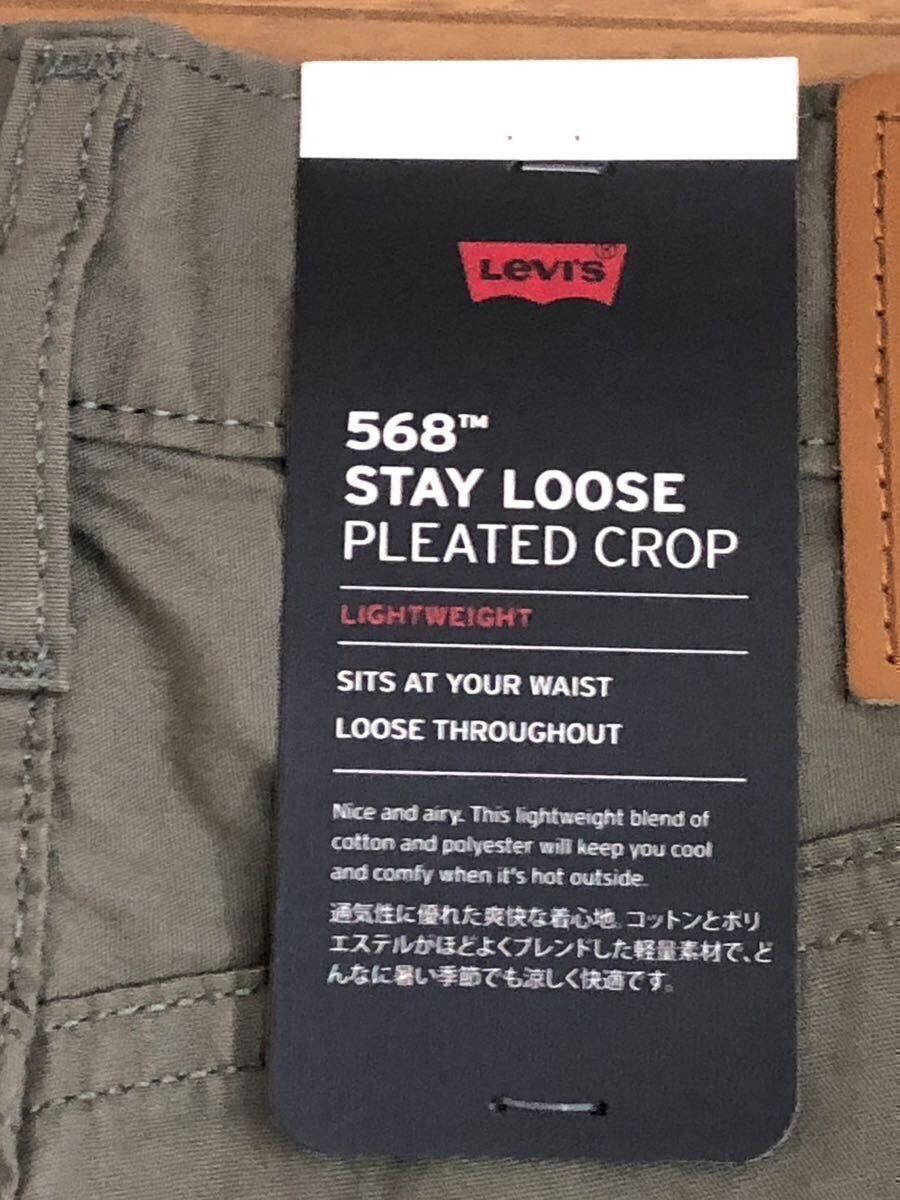 Levi's®
568™
STAY LOOSE
PLEATED CROP
LIGHTWEIGHT
SITS AT YOUR WAIST
LOOSE THROUGHOUT
Nice and airy. This lightweight blend of
cotton and polyester will keep you cool
and comfy when it's hot outside.
通気性に優れた爽快な着心地。コットンとポリ
エステルがほどよくブレンドした軽量素材で、ど
んなに暑い季節でも涼しく快適です。